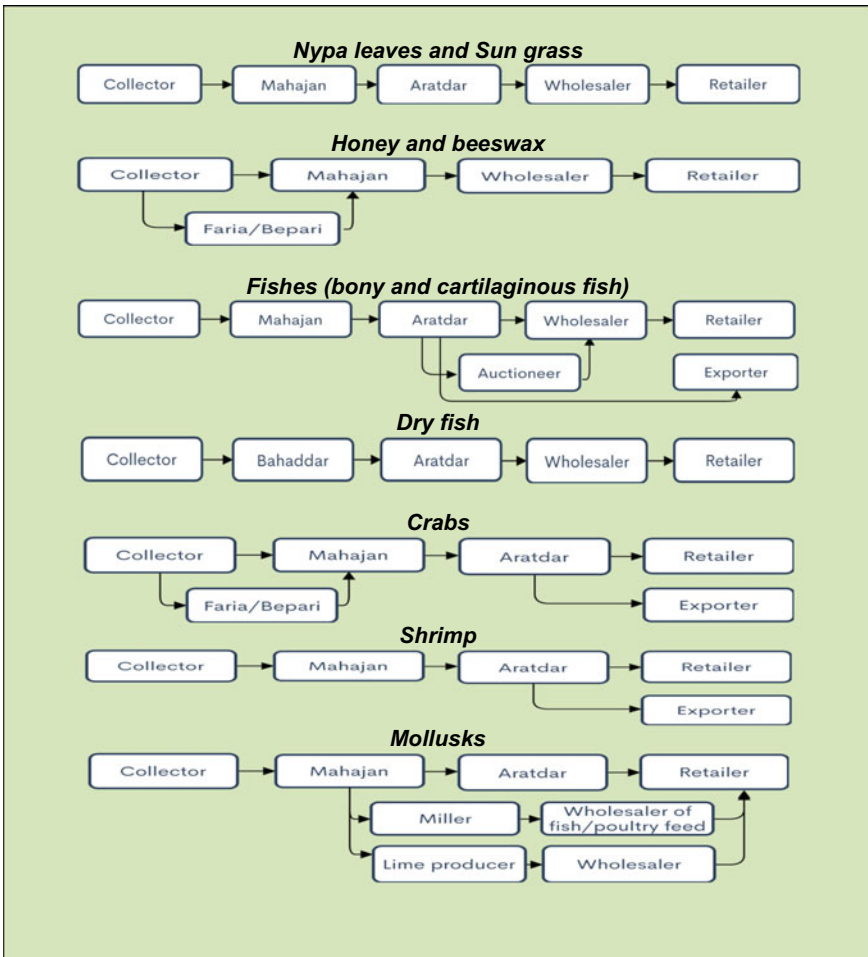 Nypa leaves and Sun grass
Collector Mahajan Aratdar Wholesaler Retailer
Honey and beeswax
Collector Mahajan Wholesaler Retailer
Faria/Bepari
Fishes (bony and cartilaginous fish)
Collector Mahajan Aratdar Wholesaler Retailer
Auctioneer Exporter
Dry fish
Collector Bahaddar Aratdar Wholesaler Retailer
Crabs
Collector Mahajan Aratdar Retailer
Faria/Bepari Exporter
Shrimp
Collector Mahajan Aratdar Retailer
Exporter
Mollusks
Collector Mahajan Aratdar Retailer
Miller Wholesaler of
fish/poultry feed
Lime producer Wholesaler